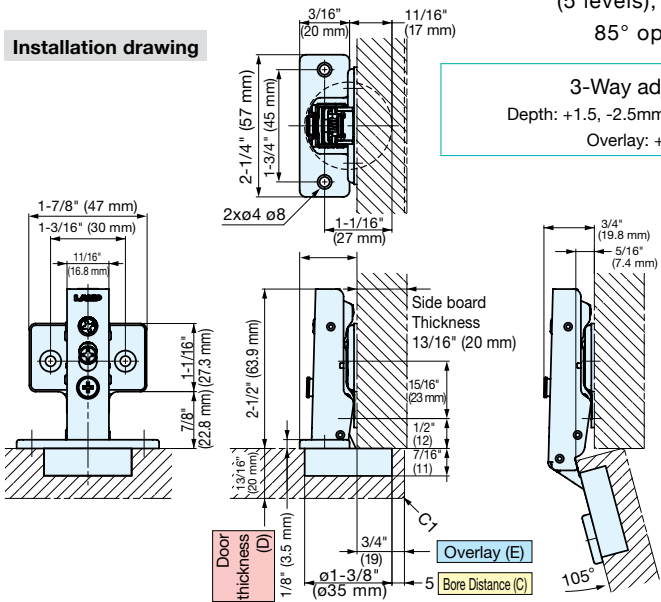 Installation drawing
3/16"
(20 mm)
11/16"
(17 mm)
(5 levels),
85° op
3-Way ad
Depth: +1.5, -2.5mm
Overlay: +
2-1/4" (57 mm)
1-3/4" (45 mm)
2xø4 ø8
1-1/16"
(27 mm)
1-7/8" (47 mm)
1-3/16" (30 mm)
11/16"
(16.8 mm)
LAMP
1-1/16"
(27.3 mm)
7/8"
(22.8 mm)
2-1/2" (63.9 mm)
Side board
Thickness
13/16" (20 mm)
15/16"
(23 mm)
1/2"
(12)
7/16"
(11)
13/16"
(20 mm)
Door
thickness
(D)
1/8" (3.5 mm)
3/4"
(19)
C1
Overlay (E)
ø1-3/8"
(ø35 mm)
5
Bore Distance (C)
3/4"
(19.8 mm)
5/16"
(7.4 mm)
105°